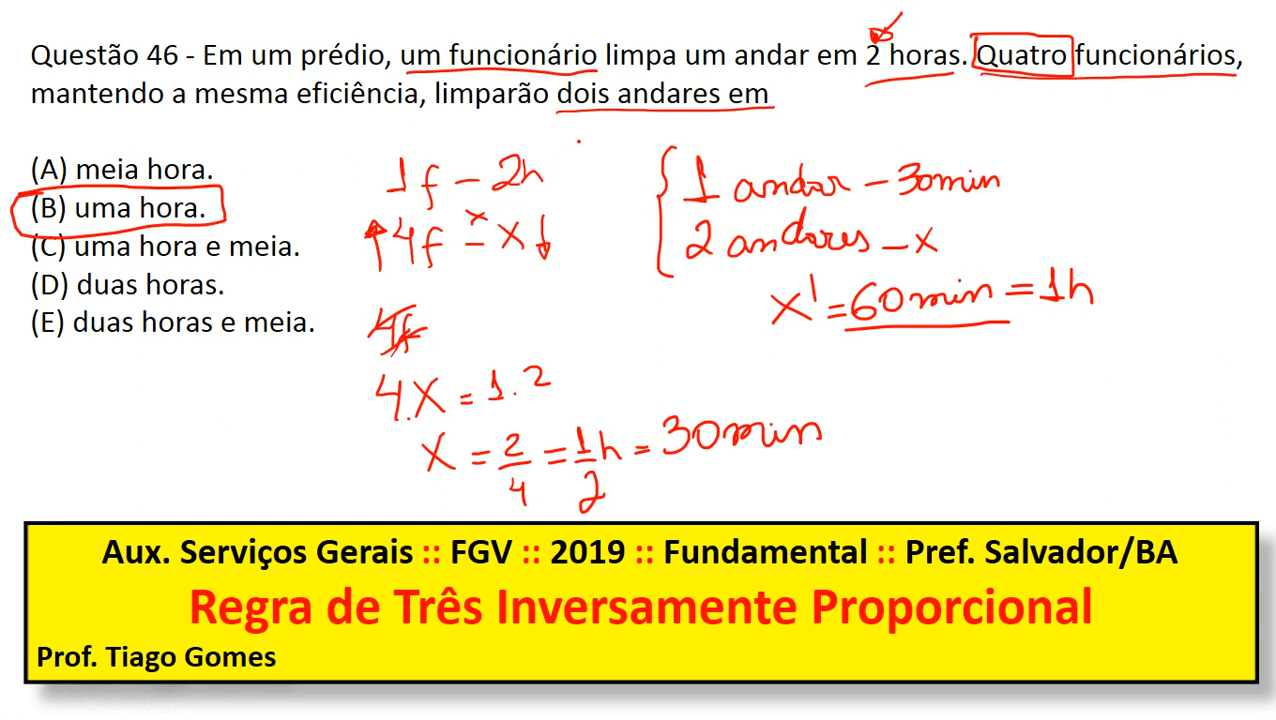 Questão 46 - Em um prédio, um funcionário limpa um andar em 2 horas. Quatro funcionários,
mantendo a mesma eficiência, limparão dois andares em
(A) meia hora.
(B) uma hora.
(C) uma hora e meia.
(D) duas horas.
(E) duas horas e meia.
1f - 2h
4f - x
4f
4.x = 1.2
x = 2/4 = 1/2 h = 30min
1 andar - 30min
2 andares - x
x' = 60min = 1h
Aux. Serviços Gerais :: FGV :: 2019 :: Fundamental :: Pref. Salvador/BA
Regra de Três Inversamente Proporcional
Prof. Tiago Gomes